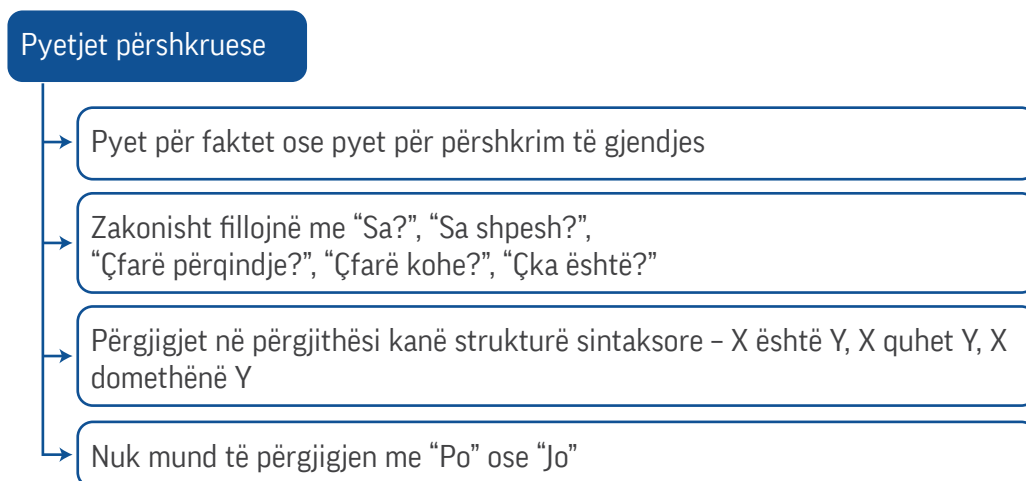 Pyetjet përshkruese
Pyet për faktet ose pyet për përshkrim të gjendjes
Zakonisht fillojnë me “Sa?”, “Sa shpesh?”,
“Çfarë përqindje?”, “Çfarë kohe?”, “Çka është?”
Përgjigjet në përgjithësi kanë strukturë sintaksore – X është Y, X quhet Y, X
domethënë Y
Nuk mund të përgjigjen me “Po” ose “Jo”